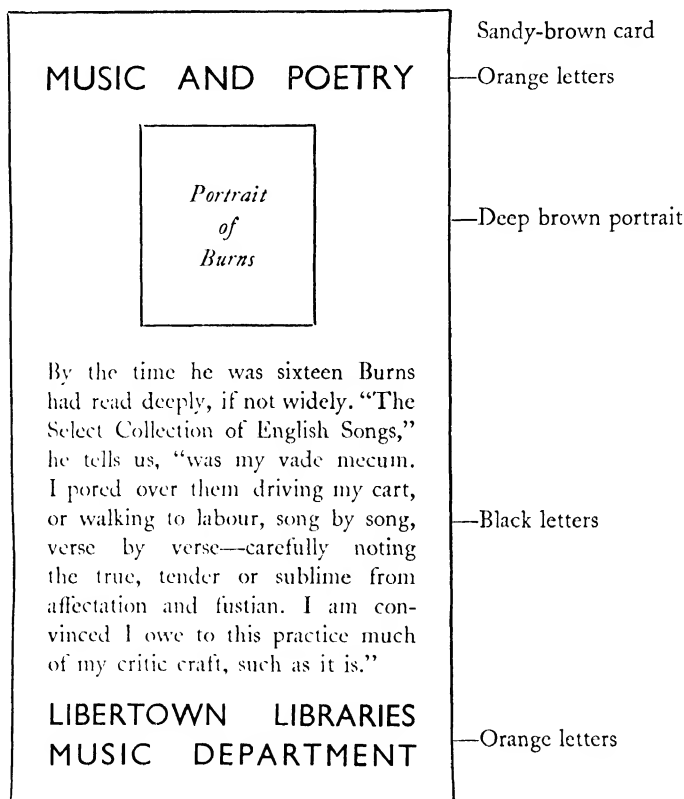 Sandy-brown card
MUSIC AND POETRY
Orange letters
Portrait
of
Burns
Deep brown portrait
By the time he was sixteen Burns
had read deeply, if not widely. “The
Select Collection of English Songs,”
he tells us, “was my vade mecum.
I pored over them driving my cart,
or walking to labour, song by song,
verse by verse—carefully noting
the true, tender or sublime from
affectation and fustian. I am con-
vinced I owe to this practice much
of my critic craft, such as it is.”
Black letters
LIBERTOWN LIBRARIES
MUSIC DEPARTMENT
Orange letters